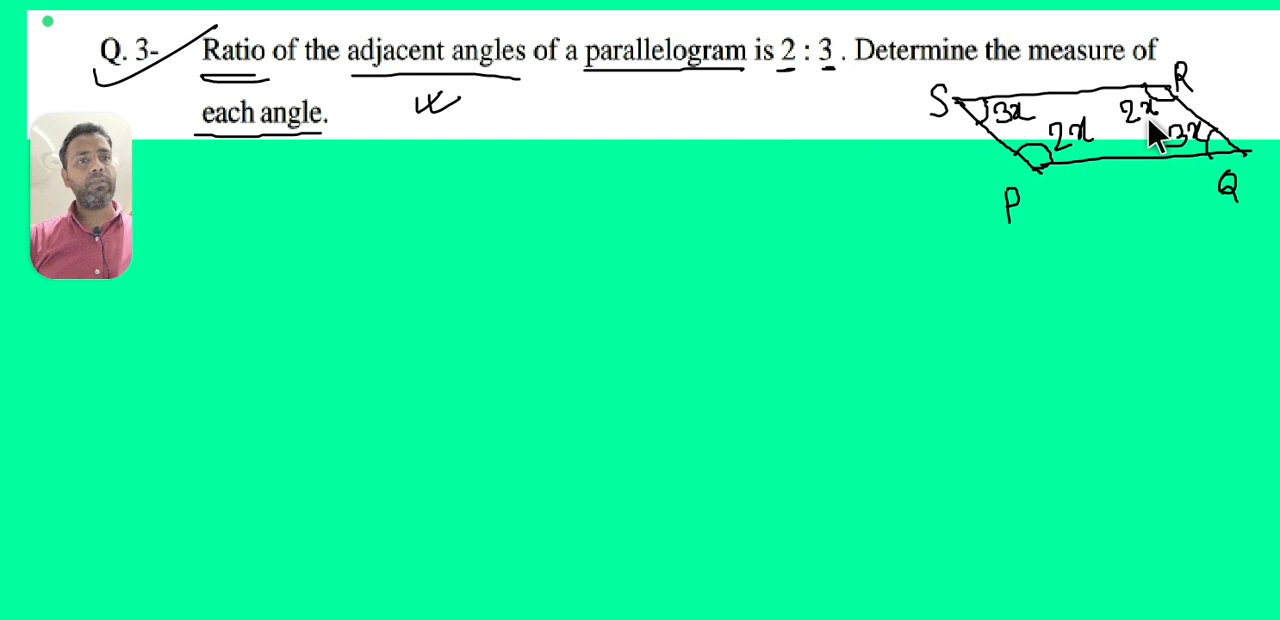 Q. 3- Ratio of the adjacent angles of a parallelogram is 2 : 3 . Determine the measure of
each angle.
S R
3x 2x
2x 3x
P Q